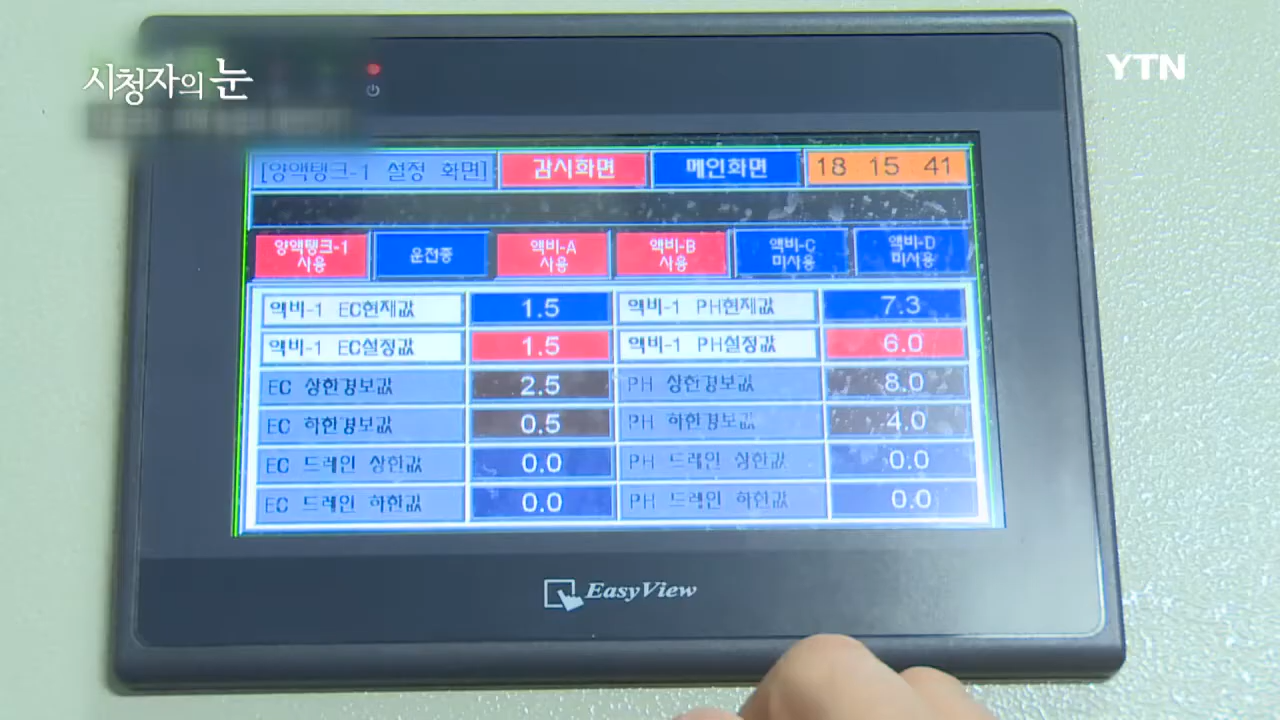 시청자의 눈
YTN
[양액탱크-1 설정 화면] 감시화면 메인화면 18 15 41
양액탱크-1 사용 운전중 액비-A 사용 액비-B 사용 액비-C 미사용 액비-D 미사용
액비-1 EC현재값 1.5 액비-1 PH현재값 7.3
액비-1 EC설정값 1.5 액비-1 PH설정값 6.0
EC 상한경보값 2.5 PH 상한경보값 8.0
EC 하한경보값 0.5 PH 하한경보값 4.0
EC 드레인 상한값 0.0 PH 드레인 상한값 0.0
EC 드레인 하한값 0.0 PH 드레인 하한값 0.0
EasyView